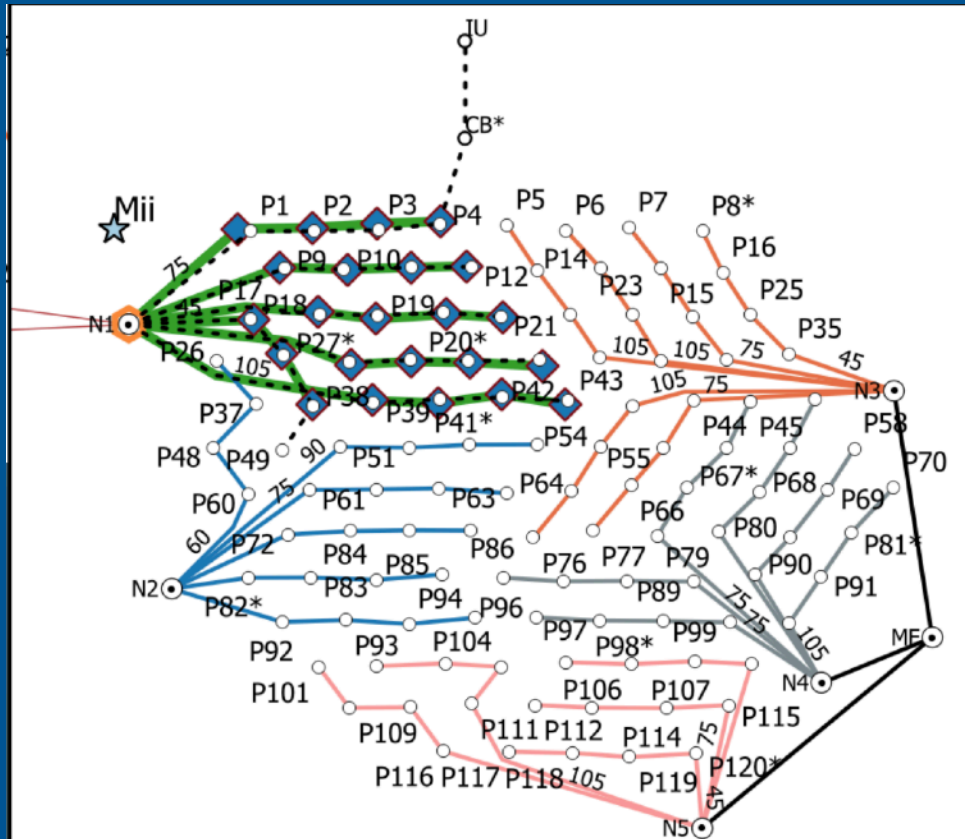 IU
CB*
Mii
P1 P2 P3 P4
P5 P6 P7 P8*
75
P9 P10 P12
P14 P23 P15 P16
P17 P18 P19 P21
45
P25
N1
P26 P27* P20*
P35
105
105 105 75 45
P37 P38 P39 P42 P43
105 75
N3
P41*
P48 P49 P51 P54
P44 P45 P58
90
P55 P67* P68 P70
75
P60 P61 P63 P64
P66 P80 P69
60
P72 P84 P86
P79 P90 P81*
P83 P85 P76 P77 P89 P91
N2
P82* P94 P96
75
75
P92 P93 P104 P97 P98* P99
105
ME
N4
P101 P106 P107 P115
P109 P111 P112 P114
75
P116 P117 P118 105 P119 P120*
45
N5